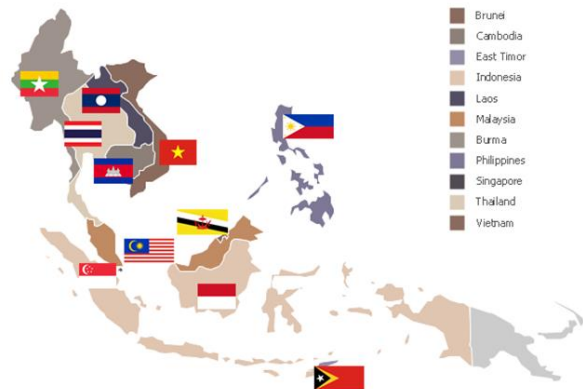 Brunei
Cambodia
East Timor
Indonesia
Laos
Malaysia
Burma
Philippines
Singapore
Thailand
Vietnam